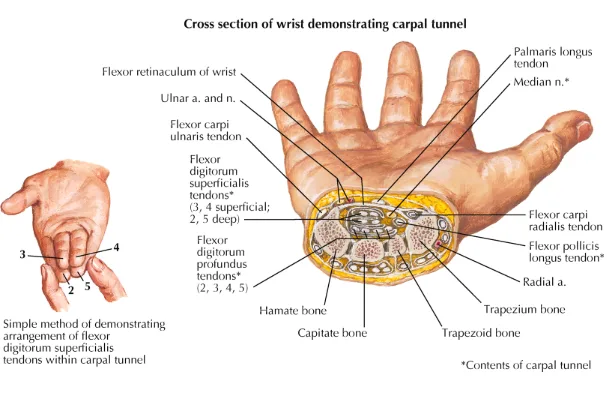 Cross section of wrist demonstrating carpal tunnel
Palmaris longus
tendon
Median n.*
Flexor retinaculum of wrist
Ulnar a. and n.
Flexor carpi
ulnaris tendon
Flexor
digitorum
superficialis
tendons*
(3, 4 superficial;
2, 5 deep)
Flexor
digitorum
profundus
tendons*
(2, 3, 4, 5)
Flexor carpi
radialis tendon
Flexor pollicis
longus tendon*
Radial a.
Hamate bone
Trapezium bone
Capitate bone
Trapezoid bone
3
4
2
5
Simple method of demonstrating
arrangement of flexor
digitorum superficialis
tendons within carpal tunnel
*Contents of carpal tunnel